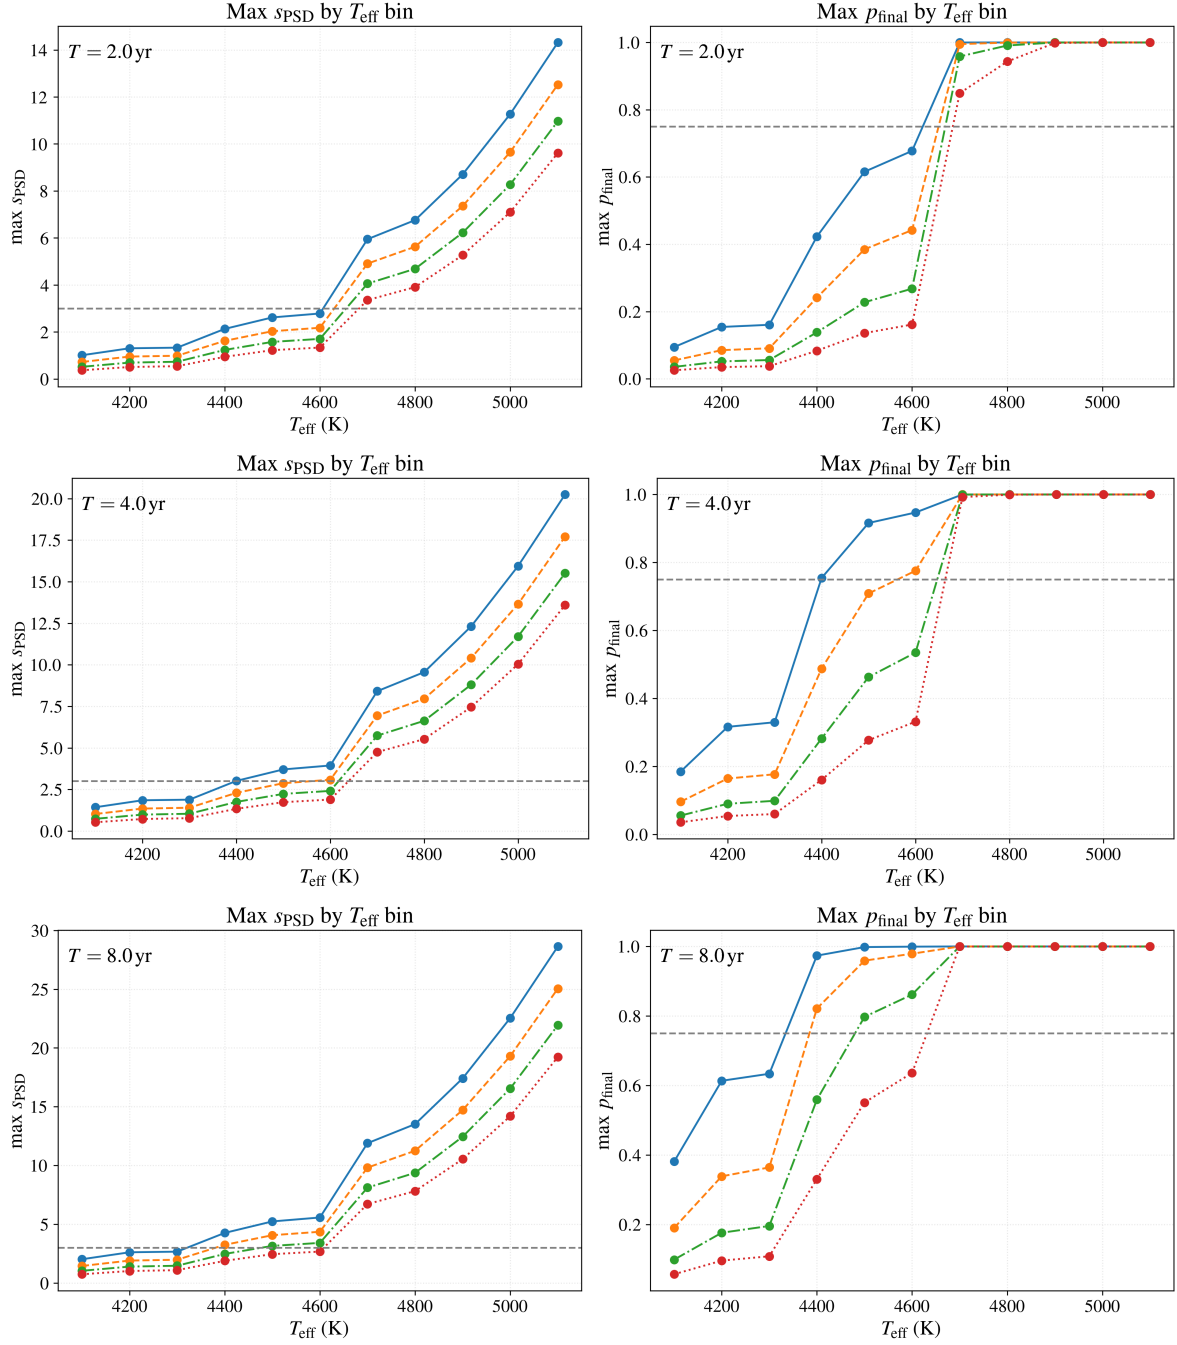 Max s_PSD by T_eff bin
T = 2.0 yr
max s_PSD
14
12
10
8
6
4
2
0
4200 4400 4600 4800 5000
T_eff (K)
Max p_final by T_eff bin
T = 2.0 yr
max p_final
1.0
0.8
0.6
0.4
0.2
0.0
4200 4400 4600 4800 5000
T_eff (K)
Max s_PSD by T_eff bin
T = 4.0 yr
max s_PSD
20.0
17.5
15.0
12.5
10.0
7.5
5.0
2.5
0.0
4200 4400 4600 4800 5000
T_eff (K)
Max p_final by T_eff bin
T = 4.0 yr
max p_final
1.0
0.8
0.6
0.4
0.2
0.0
4200 4400 4600 4800 5000
T_eff (K)
Max s_PSD by T_eff bin
T = 8.0 yr
max s_PSD
30
25
20
15
10
5
0
4200 4400 4600 4800 5000
T_eff (K)
Max p_final by T_eff bin
T = 8.0 yr
max p_final
1.0
0.8
0.6
0.4
0.2
4200 4400 4600 4800 5000
T_eff (K)